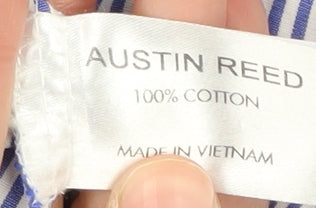 AUSTIN REED
100% COTTON
MADE IN VIETNAM